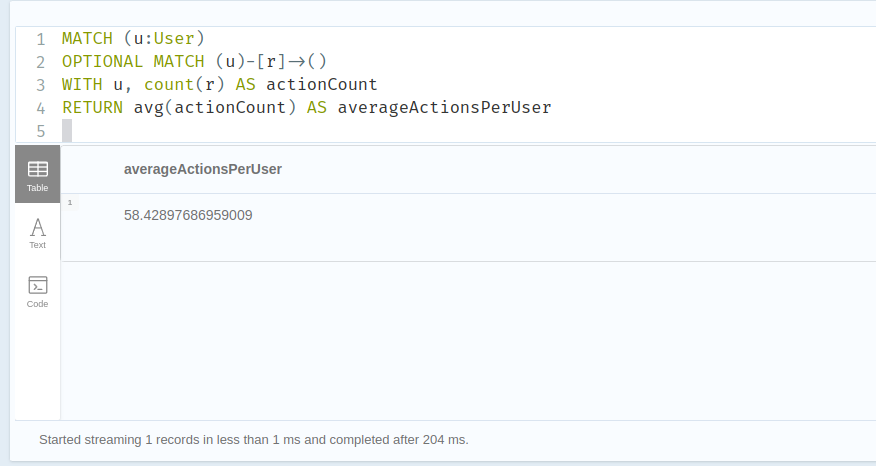 1 MATCH (u:User)
2 OPTIONAL MATCH (u)-[r]->()
3 WITH u, count(r) AS actionCount
4 RETURN avg(actionCount) AS averageActionsPerUser
5
Table
averageActionsPerUser
1
58.42897686959009
A
Text
Code
Started streaming 1 records in less than 1 ms and completed after 204 ms.